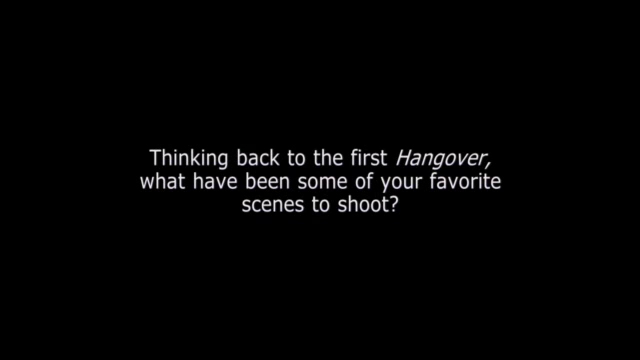 Thinking back to the first Hangover,
what have been some of your favorite
scenes to shoot?